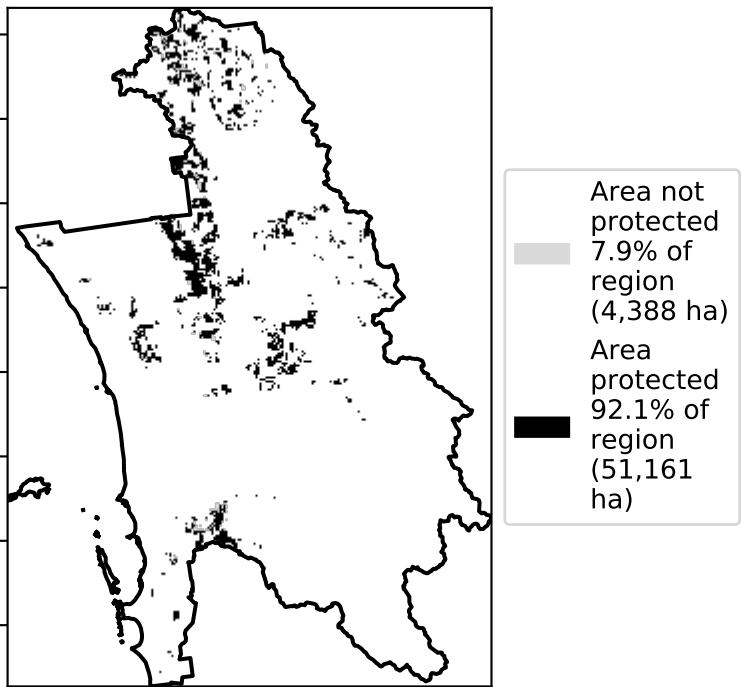 Area not
protected
7.9% of
region
(4,388 ha)
Area
protected
92.1% of
region
(51,161
ha)